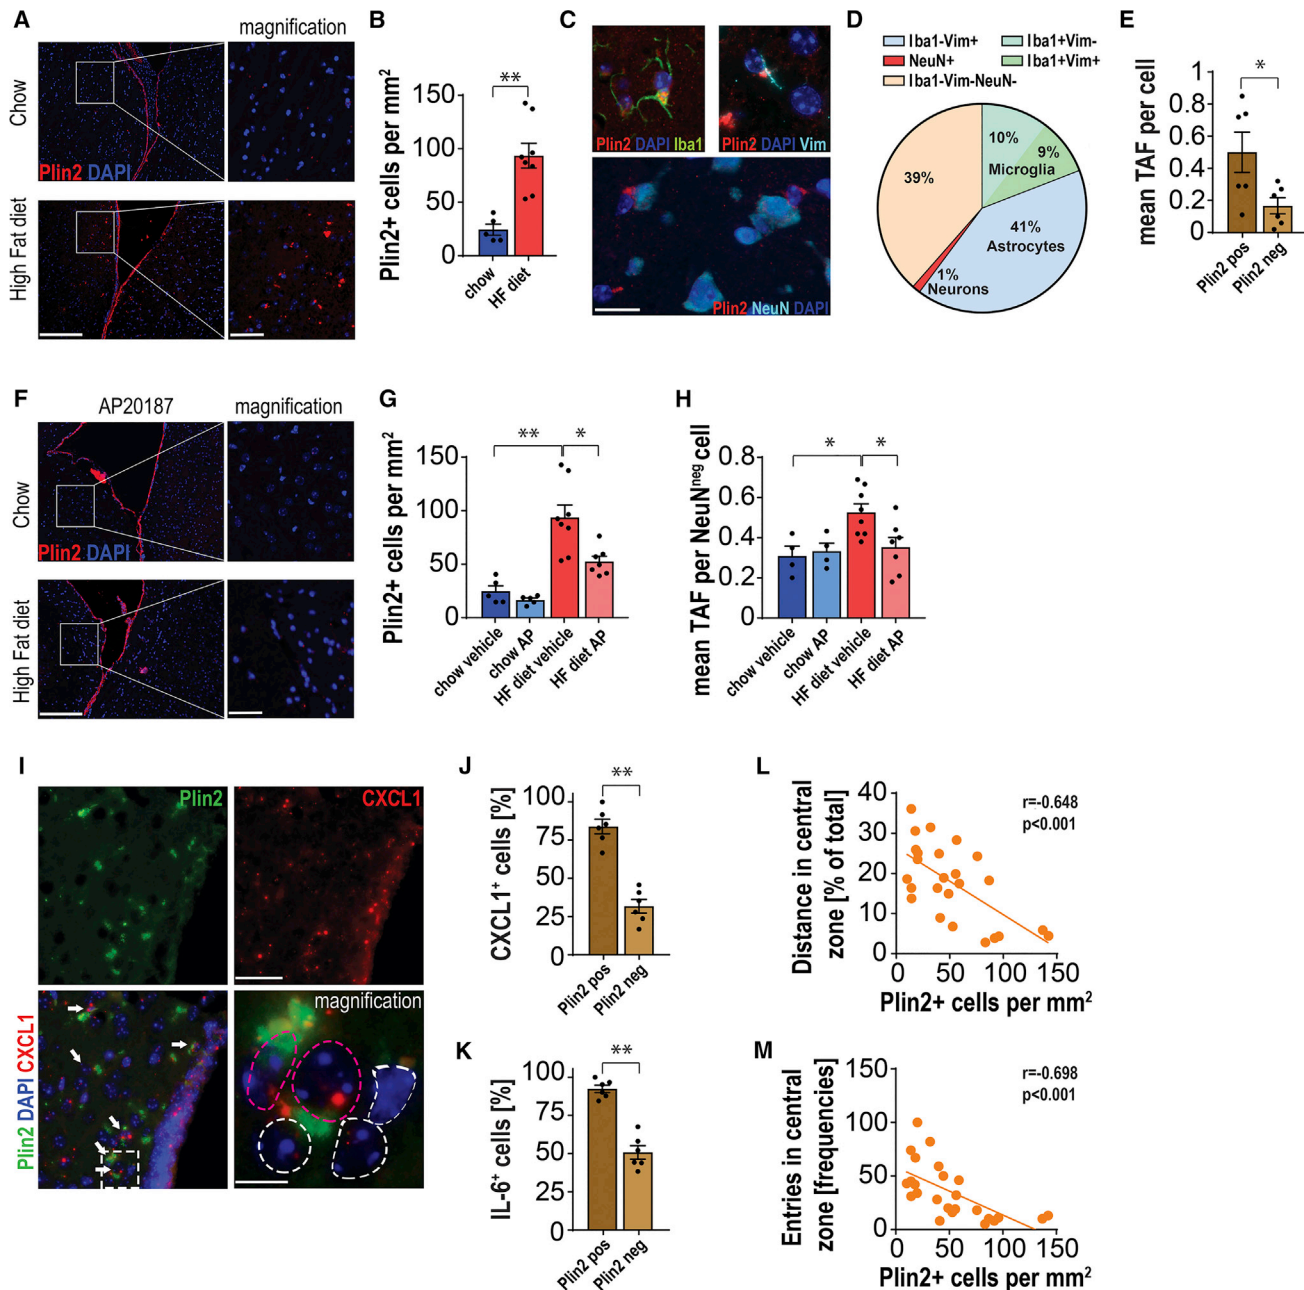 A
magnification
Chow
Plin2 DAPI
High Fat diet
B
**
Plin2+ cells per mm²
150
100
50
0
chow
HF diet
C
Plin2 DAPI Iba1
Plin2 DAPI Vim
Plin2 NeuN DAPI
D
Iba1-Vim+
Iba1+Vim-
NeuN+
Iba1+Vim+
Iba1-Vim-NeuN-
10%
9%
Microglia
39%
41%
Astrocytes
1%
Neurons
E
*
mean TAF per cell
1
0.8
0.6
0.4
0.2
0
Plin2 pos
Plin2 neg
F
AP20187
magnification
Chow
Plin2 DAPI
High Fat diet
G
**
*
Plin2+ cells per mm²
150
100
50
0
chow vehicle
chow AP
HF diet vehicle
HF diet AP
H
*
*
mean TAF per NeuNneg cell
0.8
0.6
0.4
0.2
0
chow vehicle
chow AP
HF diet vehicle
HF diet AP
I
Plin2
CXCL1
Plin2 DAPI CXCL1
magnification
J
**
CXCL1+ cells [%]
100
75
50
25
0
Plin2 pos
Plin2 neg
K
**
IL-6+ cells [%]
100
75
50
25
0
Plin2 pos
Plin2 neg
L
Distance in central
zone [% of total]
40
30
20
10
0
r=-0.648
p<0.001
0
50
100
150
Plin2+ cells per mm²
M
Entries in central
zone [frequencies]
150
100
50
0
r=-0.698
p<0.001
0
50
100
150
Plin2+ cells per mm²